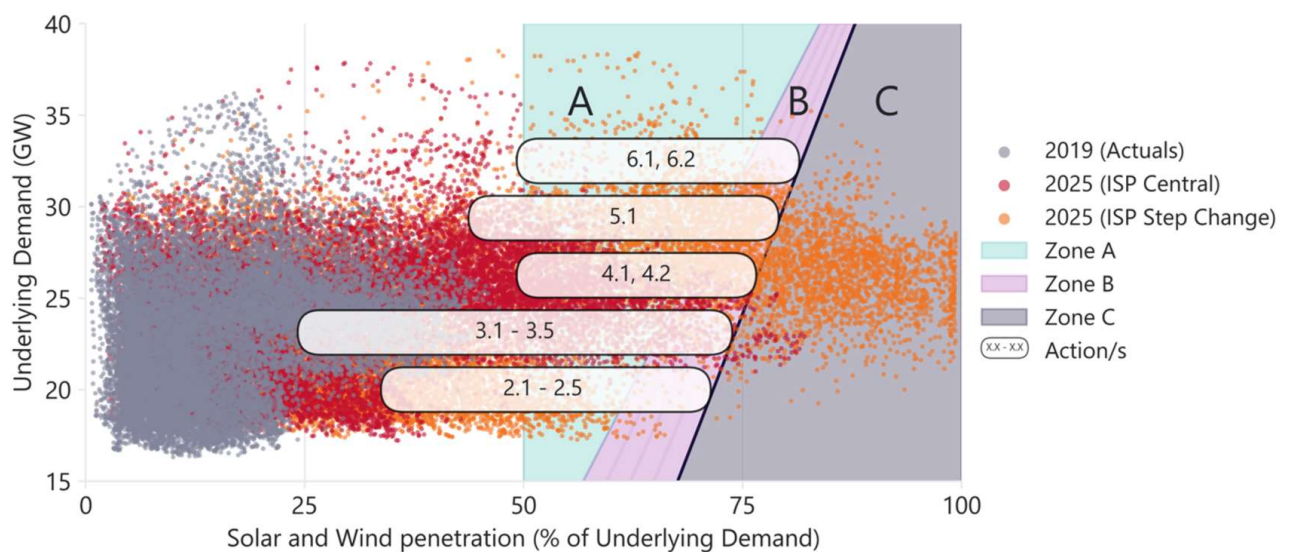 40
35
30
25
20
15
Underlying Demand (GW)
A
B
C
6.1, 6.2
5.1
4.1, 4.2
3.1 - 3.5
2.1 - 2.5
0
25
50
75
100
Solar and Wind penetration (% of Underlying Demand)
2019 (Actuals)
2025 (ISP Central)
2025 (ISP Step Change)
Zone A
Zone B
Zone C
X.X - X.X
Action/s